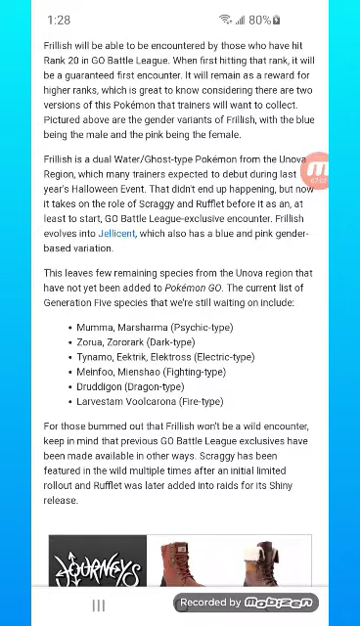 1:28
80%
Frillish will be able to be encountered by those who have hit
Rank 20 in GO Battle League. When first hitting that rank, it will
be a guaranteed first encounter. It will remain as a reward for
higher ranks, which is great to know considering there are two
versions of this Pokémon that trainers will want to collect.
Pictured above are the gender variants of Frillish, with the blue
being the male and the pink being the female.
Frillish is a dual Water/Ghost-type Pokémon from the Unova
Region, which many trainers expected to debut during last
year's Halloween Event. That didn't end up happening, but now
it takes on the role of Scraggy and Rufflet before it as an, at
least to start, GO Battle League-exclusive encounter. Frillish
evolves into Jellicent, which also has a blue and pink gender-
based variation.
This leaves few remaining species from the Unova region that
have not yet been added to Pokémon GO. The current list of
Generation Five species that we're still waiting on include:
• Mumma, Marsharma (Psychic-type)
• Zorua, Zororark (Dark-type)
• Tynamo, Eektrik, Elektross (Electric-type)
• Meinfoo, Mienshao (Fighting-type)
• Druddigon (Dragon-type)
• Larvestam Voolcarona (Fire-type)
For those bummed out that Frillish won't be a wild encounter,
keep in mind that previous GO Battle League exclusives have
been made available in other ways. Scraggy has been
featured in the wild multiple times after an initial limited
rollout and Rufflet was later added into raids for its Shiny
release.
JOURNEYS
Recorded by MOBIZEN